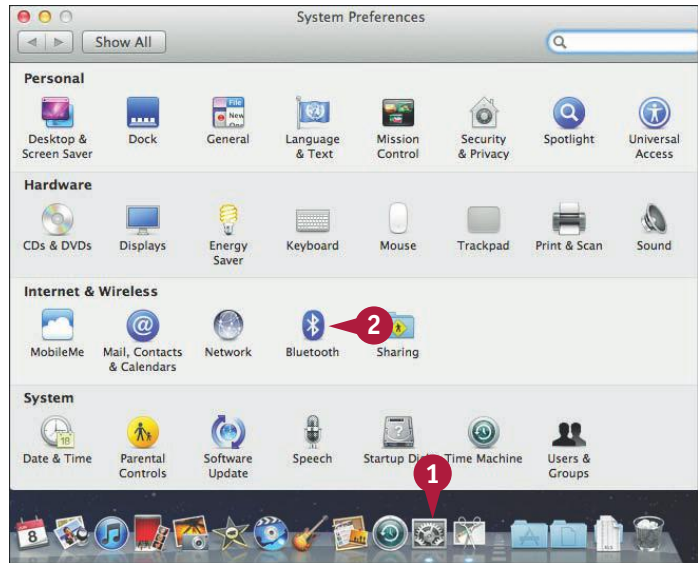 System Preferences
Show All
Personal
Desktop & Screen Saver
Dock
General
Language & Text
Mission Control
Security & Privacy
Spotlight
Universal Access
Hardware
CDs & DVDs
Displays
Energy Saver
Keyboard
Mouse
Trackpad
Print & Scan
Sound
Internet & Wireless
2
MobileMe
Mail, Contacts & Calendars
Network
Bluetooth
Sharing
System
Date & Time
Parental Controls
Software Update
Speech
Startup Di
Time Machine
Users & Groups
1
8